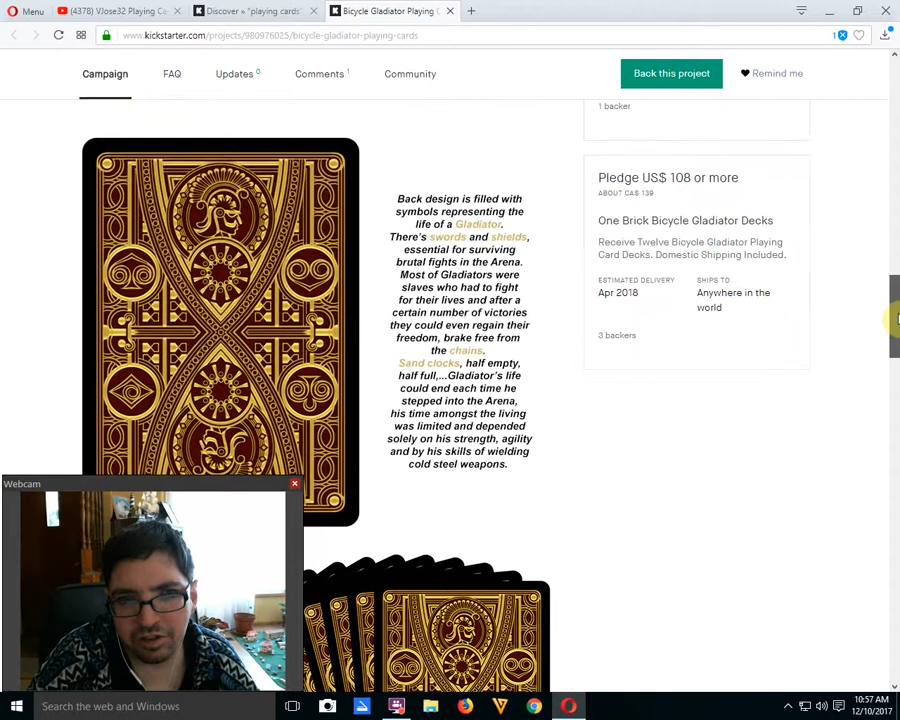 Menu
(4378) VJose32 Playing Ca
Discover » "playing cards"
Bicycle Gladiator Playing C
www.kickstarter.com/projects/980976025/bicycle-gladiator-playing-cards
1
Campaign
FAQ
Updates 0
Comments 1
Community
Back this project
Remind me
1 backer
Back design is filled with
symbols representing the
life of a Gladiator.
There's swords and shields,
essential for surviving
brutal fights in the Arena.
Most of Gladiators were
slaves who had to fight
for their lives and after a
certain number of victories
they could even regain their
freedom, brake free from
the chains.
Sand clocks, half empty,
half full,...Gladiator's life
could end each time he
stepped into the Arena,
his time amongst the living
was limited and depended
solely on his strength, agility
and by his skills of wielding
cold steel weapons.
Pledge US$ 108 or more
ABOUT CA$ 139
One Brick Bicycle Gladiator Decks
Receive Twelve Bicycle Gladiator Playing
Card Decks. Domestic Shipping Included.
ESTIMATED DELIVERY
Apr 2018
SHIPS TO
Anywhere in the
world
3 backers
Webcam
Search the web and Windows
10:57 AM
12/10/2017